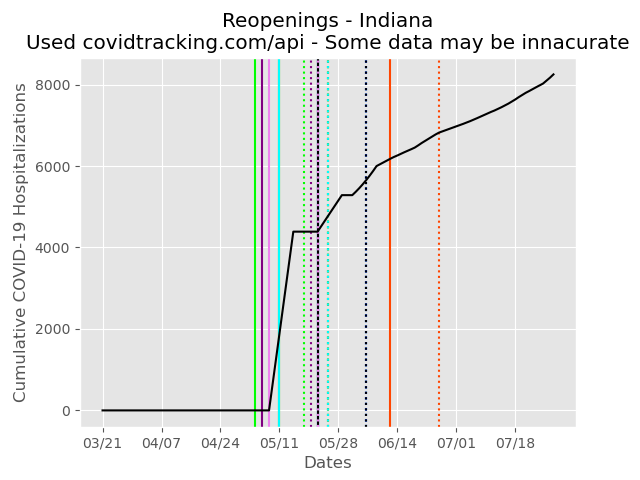 Reopenings - Indiana
Used covidtracking.com/api - Some data may be innacurate
Cumulative COVID-19 Hospitalizations
8000
6000
4000
2000
0
03/21 04/07 04/24 05/11 05/28 06/14 07/01 07/18
Dates